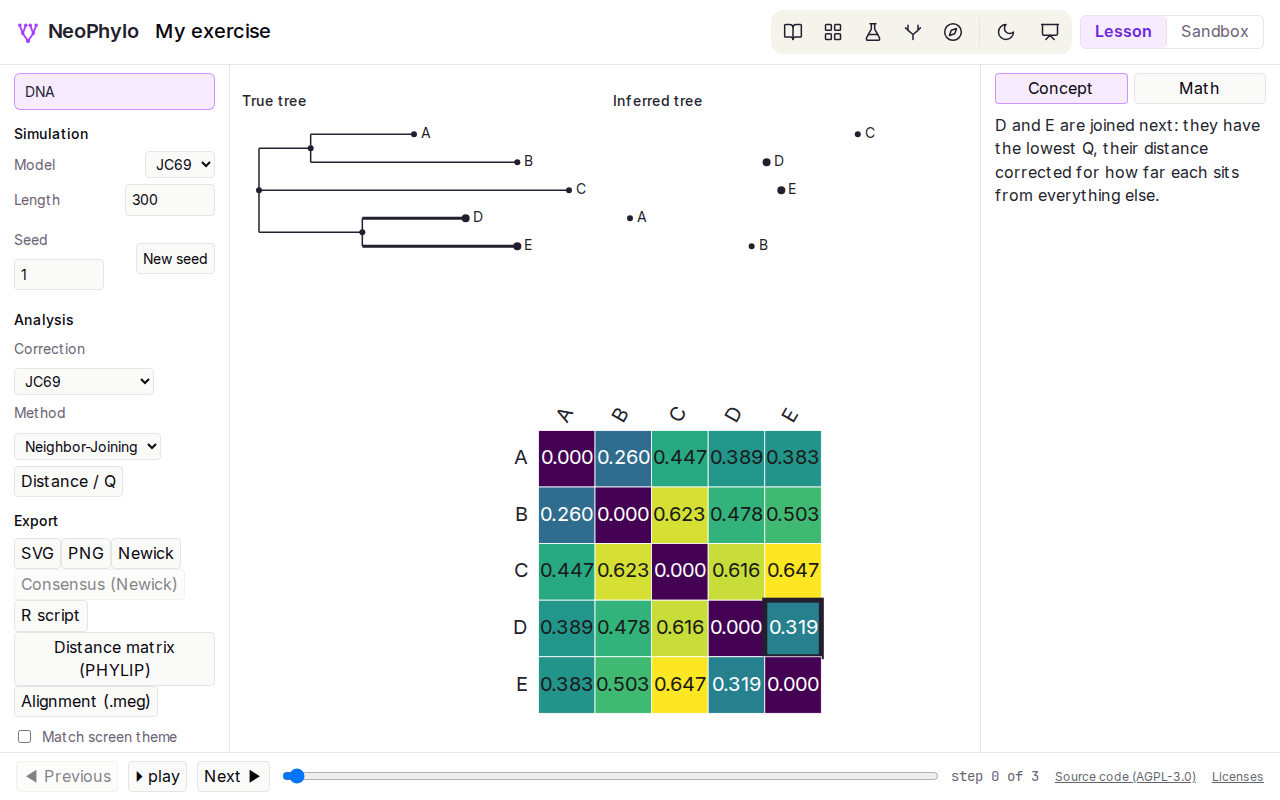 NeoPhylo My exercise
Lesson Sandbox
DNA
Simulation
Model JC69
Length 300
Seed
1 New seed
Analysis
Correction
JC69
Method
Neighbor-Joining
Distance / Q
Export
SVG PNG Newick
Consensus (Newick)
R script
Distance matrix
(PHYLIP)
Alignment (.meg)
Match screen theme
True tree
A
B
C
D
E
Inferred tree
C
D
E
A
B
A B C D E
A 0.000 0.260 0.447 0.389 0.383
B 0.260 0.000 0.623 0.478 0.503
C 0.447 0.623 0.000 0.616 0.647
D 0.389 0.478 0.616 0.000 0.319
E 0.383 0.503 0.647 0.319 0.000
Concept Math
D and E are joined next: they have
the lowest Q, their distance
corrected for how far each sits
from everything else.
Previous play Next step 0 of 3 Source code (AGPL-3.0) Licenses